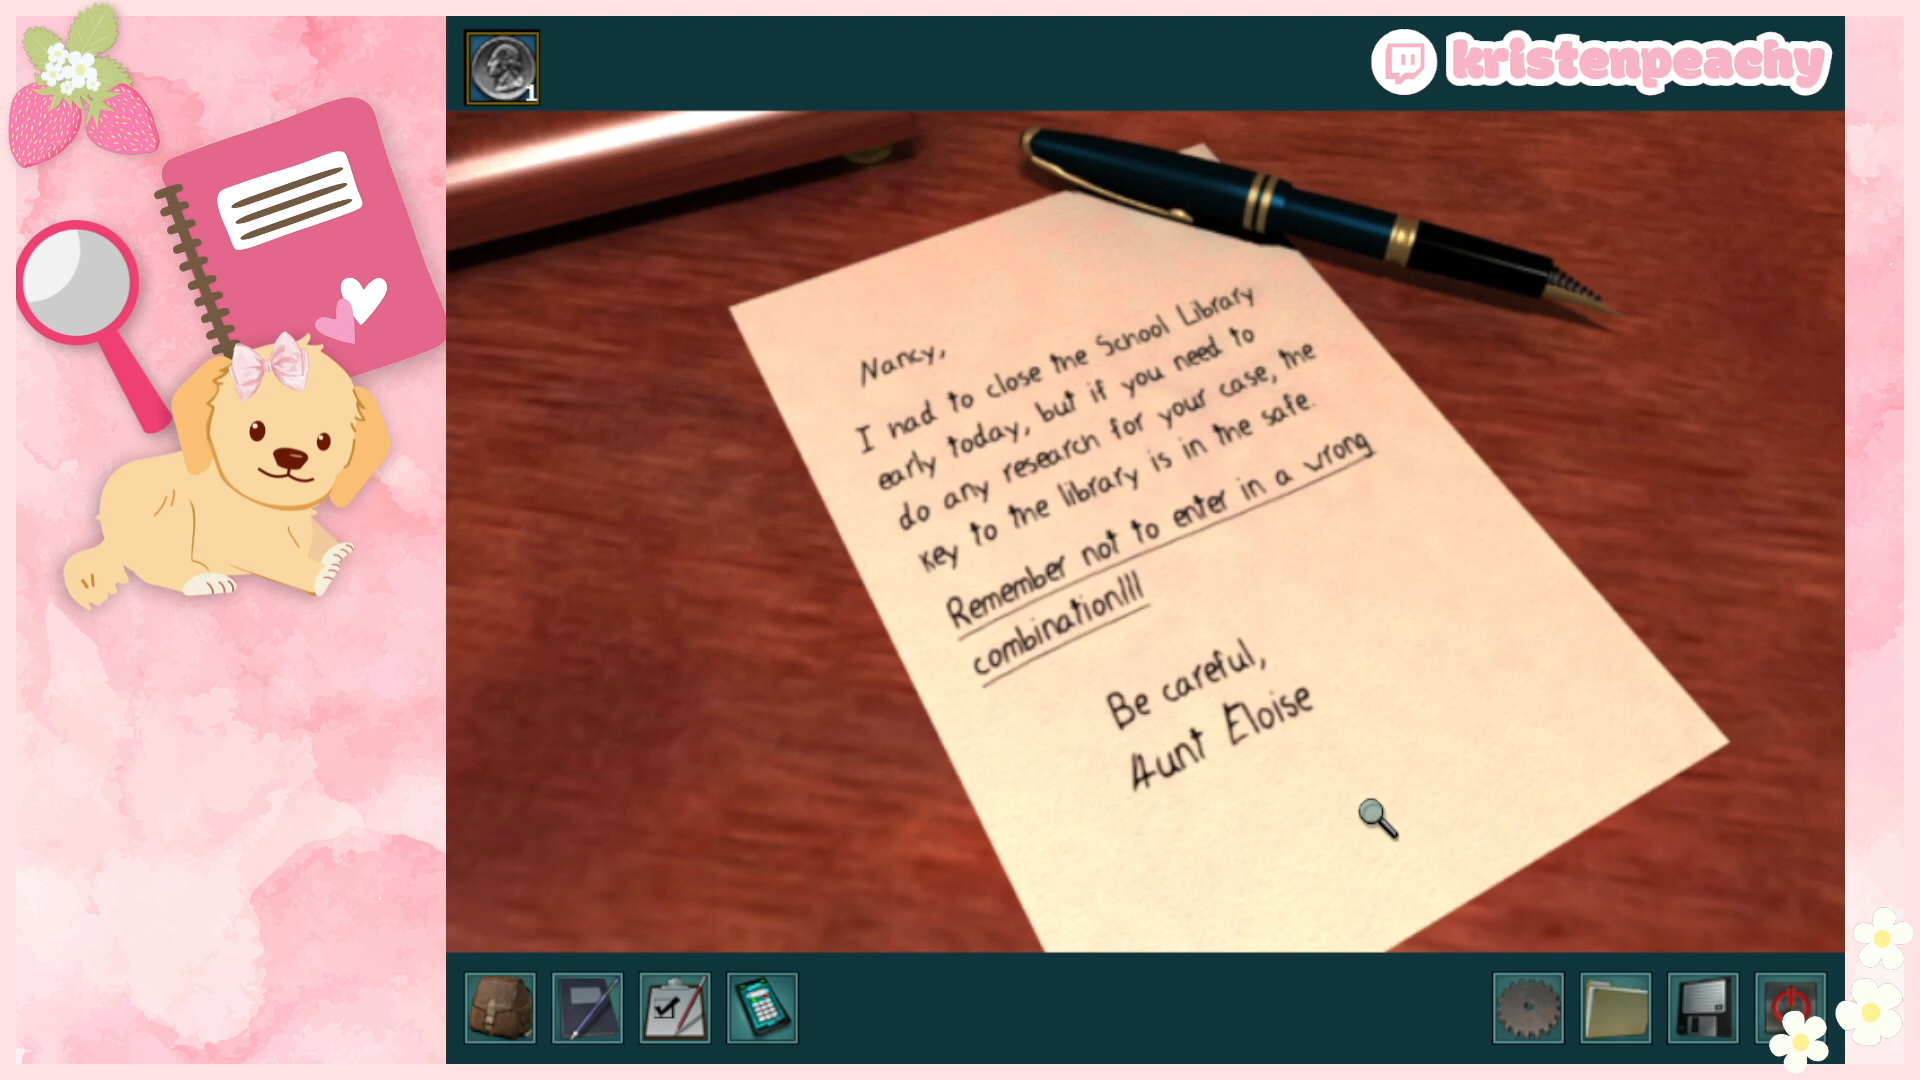 1
kristenpeachy
Nancy,
I had to close the School Library
early today, but if you need to
do any research for your case, the
key to the library is in the safe.
Remember not to enter in a wrong
combination!!!
Be careful,
Aunt Eloise